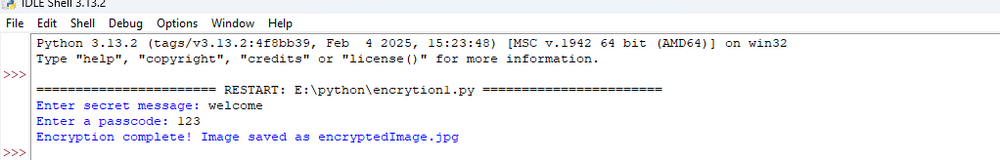 IDLE Shell 3.13.2
File Edit Shell Debug Options Window Help
Python 3.13.2 (tags/v3.13.2:4f8bb39, Feb  4 2025, 15:23:48) [MSC v.1942 64 bit (AMD64)] on win32
Type "help", "copyright", "credits" or "license()" for more information.
>>>
======================= RESTART: E:\python\encrytion1.py =======================
Enter secret message: welcome
Enter a passcode: 123
Encryption complete! Image saved as encryptedImage.jpg
>>>